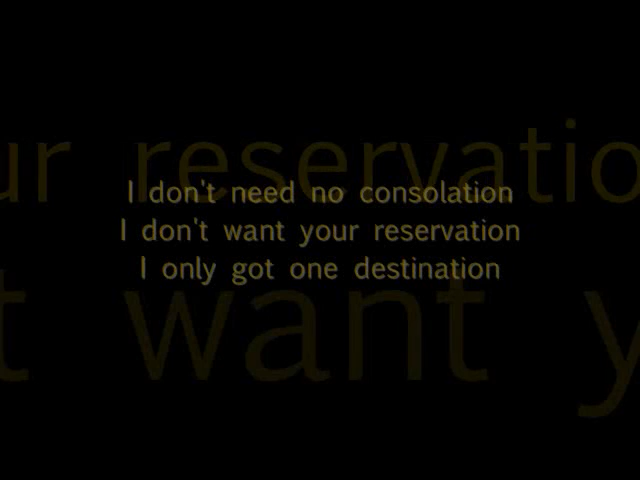 ur reservatio
I don't need no consolation
I don't want your reservation
I only got one destination
t want y